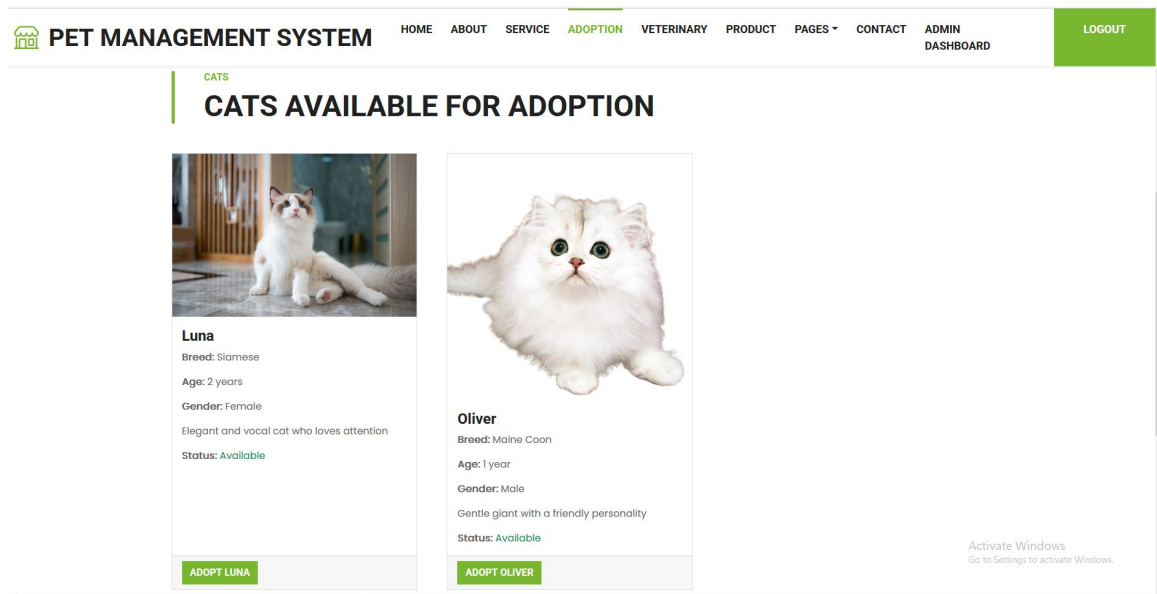 PET MANAGEMENT SYSTEM
HOME
ABOUT
SERVICE
ADOPTION
VETERINARY
PRODUCT
PAGES
CONTACT
ADMIN
DASHBOARD
LOGOUT
CATS
CATS AVAILABLE FOR ADOPTION
Luna
Breed: Siamese
Age: 2 years
Gender: Female
Elegant and vocal cat who loves attention
Status: Available
ADOPT LUNA
Oliver
Breed: Maine Coon
Age: 1 year
Gender: Male
Gentle giant with a friendly personality
Status: Available
ADOPT OLIVER
Activate Windows
Go to Settings to activate Windows.